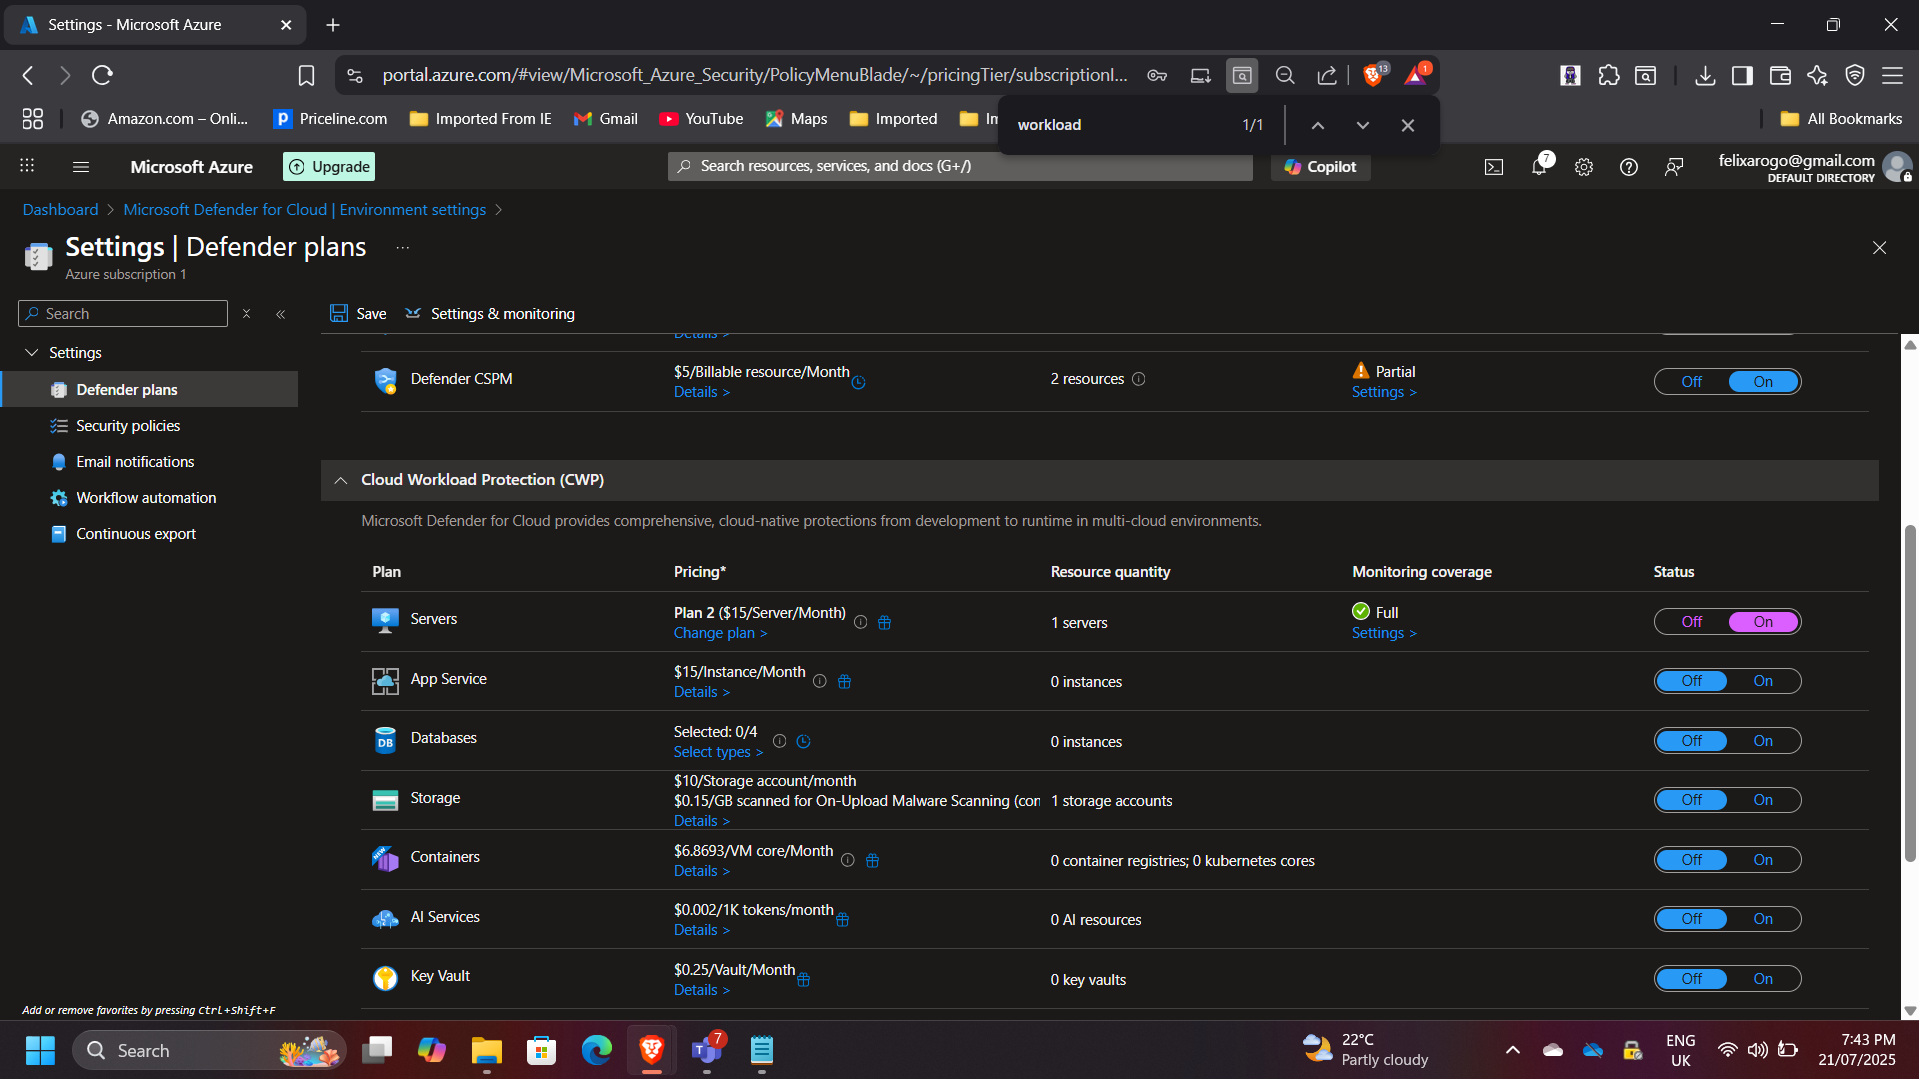 Settings - Microsoft Azure
portal.azure.com/#view/Microsoft_Azure_Security/PolicyMenuBlade/~/pricingTier/subscriptionI...
13
1
Amazon.com – Onli...
Priceline.com
Imported From IE
Gmail
YouTube
Maps
Imported
Im
All Bookmarks
workload
1/1
Microsoft Azure
Upgrade
Search resources, services, and docs (G+/)
Copilot
7
felixarogo@gmail.com
DEFAULT DIRECTORY
Dashboard > Microsoft Defender for Cloud | Environment settings >
Settings | Defender plans ...
Azure subscription 1
Search
Save
Settings & monitoring
Settings
Defender plans
Security policies
Email notifications
Workflow automation
Continuous export
Details >
Defender CSPM
$5/Billable resource/Month
Details >
2 resources
Partial
Settings >
Off On
Cloud Workload Protection (CWP)
Microsoft Defender for Cloud provides comprehensive, cloud-native protections from development to runtime in multi-cloud environments.
Plan Pricing* Resource quantity Monitoring coverage Status
Servers
Plan 2 ($15/Server/Month)
Change plan >
1 servers
Full
Settings >
Off On
App Service
$15/Instance/Month
Details >
0 instances
Off On
Databases
Selected: 0/4
Select types >
0 instances
Off On
Storage
$10/Storage account/month
$0.15/GB scanned for On-Upload Malware Scanning (con
Details >
1 storage accounts
Off On
Containers
$6.8693/VM core/Month
Details >
0 container registries; 0 kubernetes cores
Off On
AI Services
$0.002/1K tokens/month
Details >
0 AI resources
Off On
Key Vault
$0.25/Vault/Month
Details >
0 key vaults
Off On
Add or remove favorites by pressing Ctrl+Shift+F
Search
7
22°C
Partly cloudy
ENG
UK
7:43 PM
21/07/2025